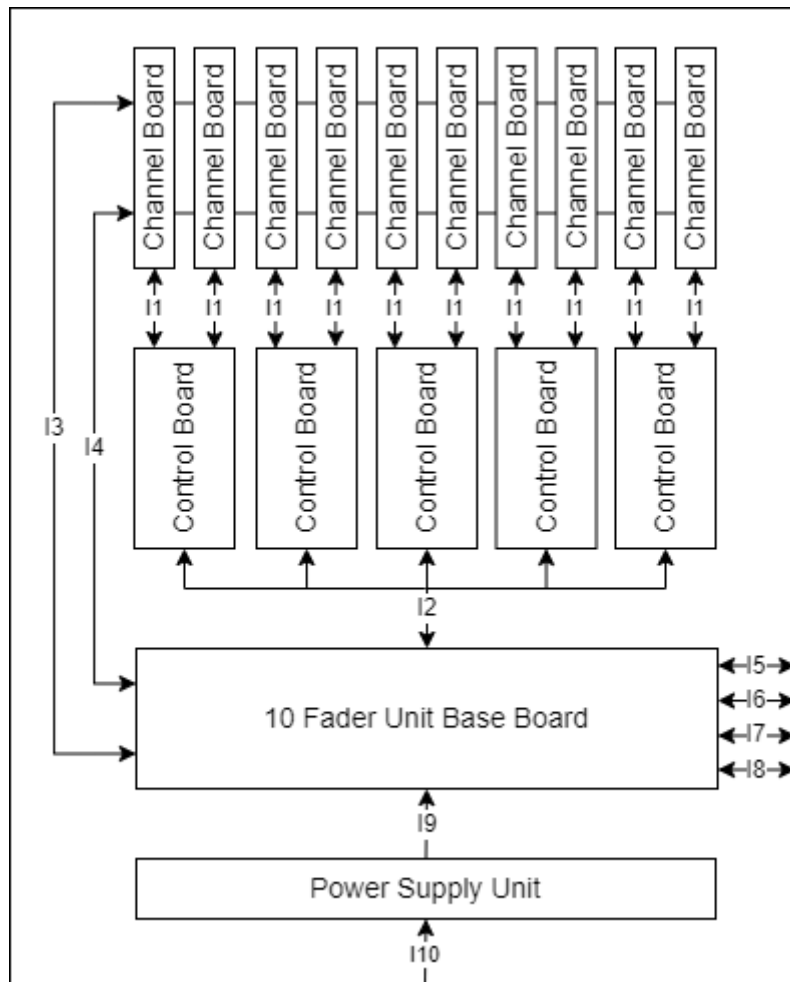 Channel Board
Channel Board
Channel Board
Channel Board
Channel Board
Channel Board
Channel Board
Channel Board
Channel Board
Channel Board
I1
I1
I1
I1
I1
I1
I1
I1
I1
I1
I3
I4
Control Board
Control Board
Control Board
Control Board
Control Board
I2
10 Fader Unit Base Board
I5
I6
I7
I8
I9
Power Supply Unit
I10